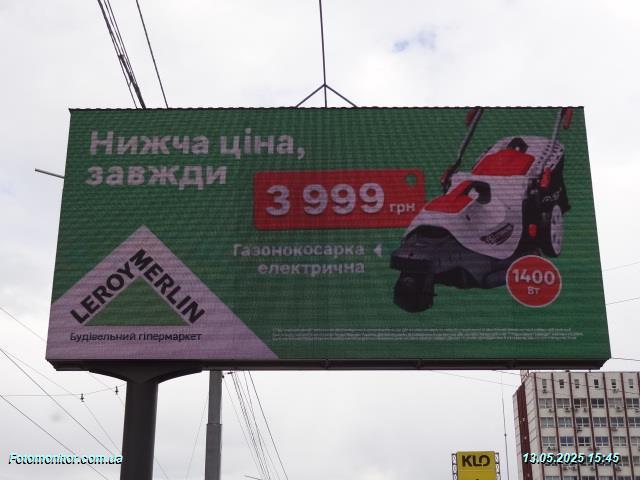 Нижча ціна,
завжди
3 999 грн
Газонокосарка
електрична
1400
Вт
LEROY MERLIN
Будівельний гіпермаркет
KLO
Fotomonitor.com.ua
13.05.2025 15:45